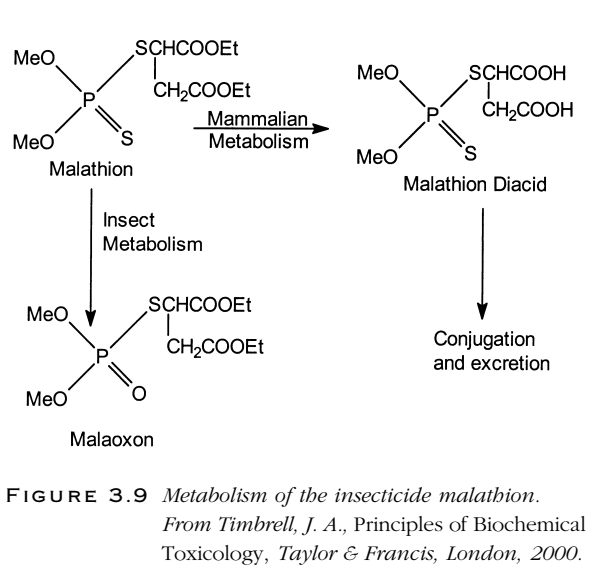 MeO
SCHCOOEt
CH₂COOEt
P
MeO
S
Malathion
Mammalian
Metabolism
MeO
SCHCOOH
CH₂COOH
P
MeO
S
Malathion Diacid
Insect
Metabolism
MeO
SCHCOOEt
CH₂COOEt
P
MeO
O
Malaoxon
Conjugation
and excretion
FIGURE 3.9 Metabolism of the insecticide malathion.
From Timbrell, J. A., Principles of Biochemical
Toxicology, Taylor & Francis, London, 2000.